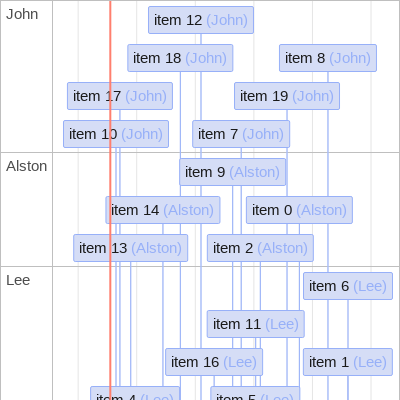 John
item 12 (John)
item 18 (John)
item 8 (John)
item 17 (John)
item 19 (John)
item 10 (John)
item 7 (John)
Alston
item 9 (Alston)
item 14 (Alston)
item 0 (Alston)
item 13 (Alston)
item 2 (Alston)
Lee
item 6 (Lee)
item 11 (Lee)
item 16 (Lee)
item 1 (Lee)
item 4 (Lee)
item 5 (Lee)